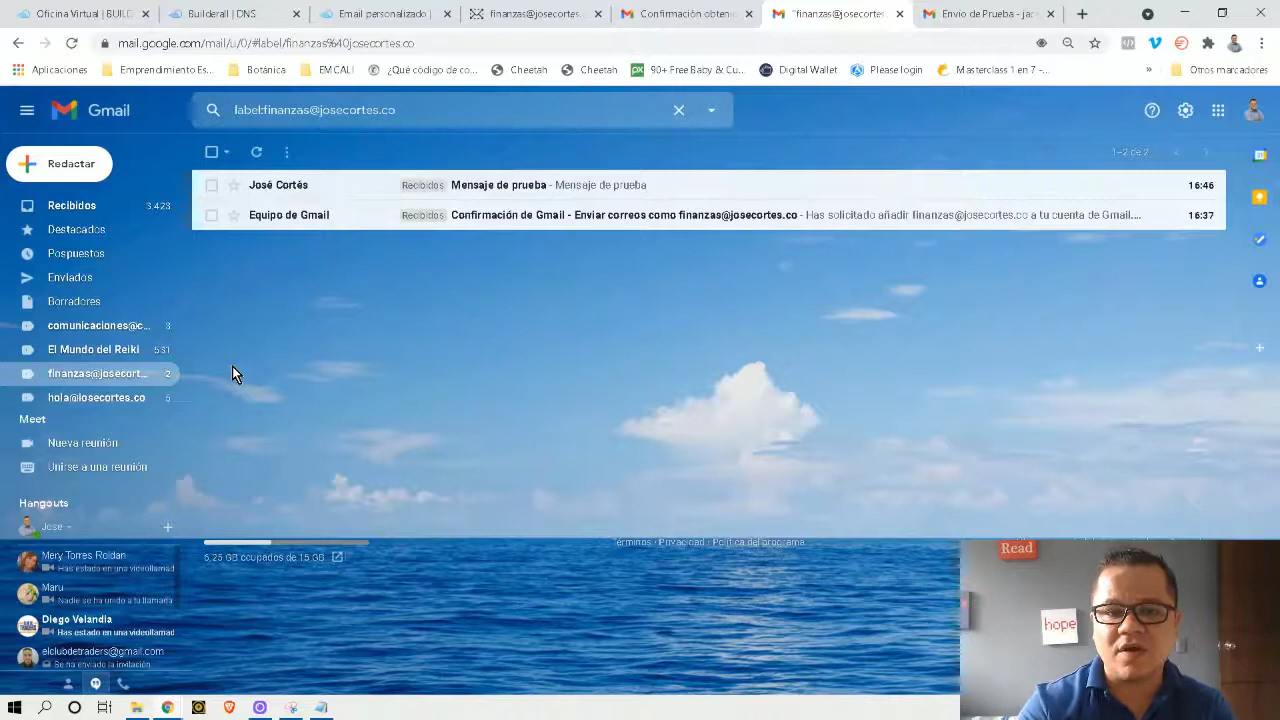 Oficina Virtual | BUIL
Builderall | DNS
Email personalizado |
finanzas@josecortes.
Confirmación obtenid
"finanzas@josecortes
Envío de Prueba - ja
mail.google.com/mail/u/0/#label/finanzas%40josecortes.co
Aplicaciones
Emprendimiento Es...
Botánica
EMCALI
¿Qué código de co...
Cheetah
Cheetah
90+ Free Baby & Cu...
Digital Wallet
Please login
Masterclass 1 en 7 -...
»
Otros marcadores
Gmail
label:finanzas@josecortes.co
Redactar
1–2 de 2
José Cortés Recibidos Mensaje de prueba - Mensaje de prueba 16:46
Equipo de Gmail Recibidos Confirmación de Gmail - Enviar correos como finanzas@josecortes.co - Has solicitado añadir finanzas@josecortes.co a tu cuenta de Gmail.... 16:37
Recibidos 3.423
Destacados
Pospuestos
Enviados
Borradores
comunicaciones@c... 3
El Mundo del Reiki 531
finanzas@josecort... 2
hola@josecortes.co 5
Meet
Nueva reunión
Unirse a una reunión
Hangouts
Jose
Mery Torres Roldan
Has estado en una videollamad
Maru
Nadie se ha unido a tu llamada
Diego Velandia
Has estado en una videollamad
elclubdetraders@gmail.com
Se ha enviado la invitación
5,25 GB ocupados de 15 GB
Términos · Privacidad · Política del programa
Read
hope